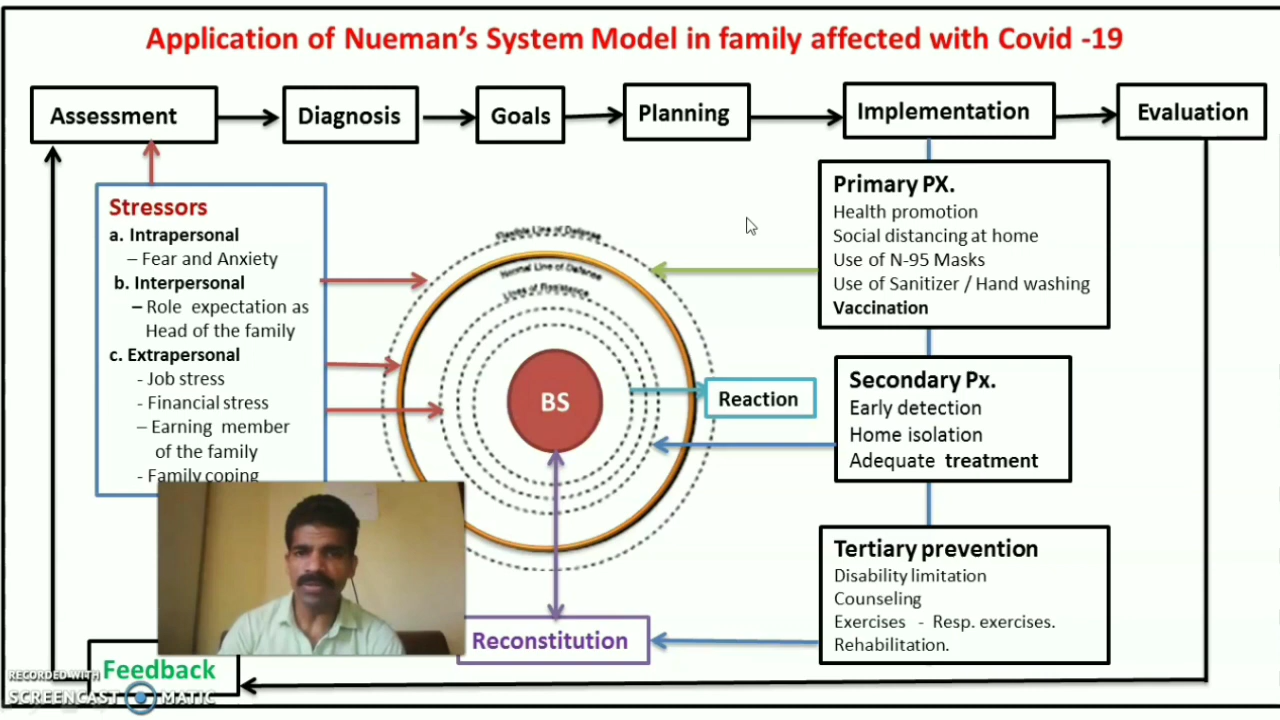 Application of Nueman's System Model in family affected with Covid -19
Assessment
Diagnosis
Goals
Planning
Implementation
Evaluation
Stressors
a. Intrapersonal
– Fear and Anxiety
b. Interpersonal
– Role expectation as
Head of the family
c. Extrapersonal
- Job stress
- Financial stress
– Earning member
of the family
- Family coping
Flexible Line of Defense
Normal Line of Defense
Lines of Resistance
BS
Reaction
Primary PX.
Health promotion
Social distancing at home
Use of N-95 Masks
Use of Sanitizer / Hand washing
Vaccination
Secondary Px.
Early detection
Home isolation
Adequate treatment
Tertiary prevention
Disability limitation
Counseling
Exercises - Resp. exercises.
Rehabilitation.
Reconstitution
Feedback
RECORDED WITH
SCREENCAST MATIC